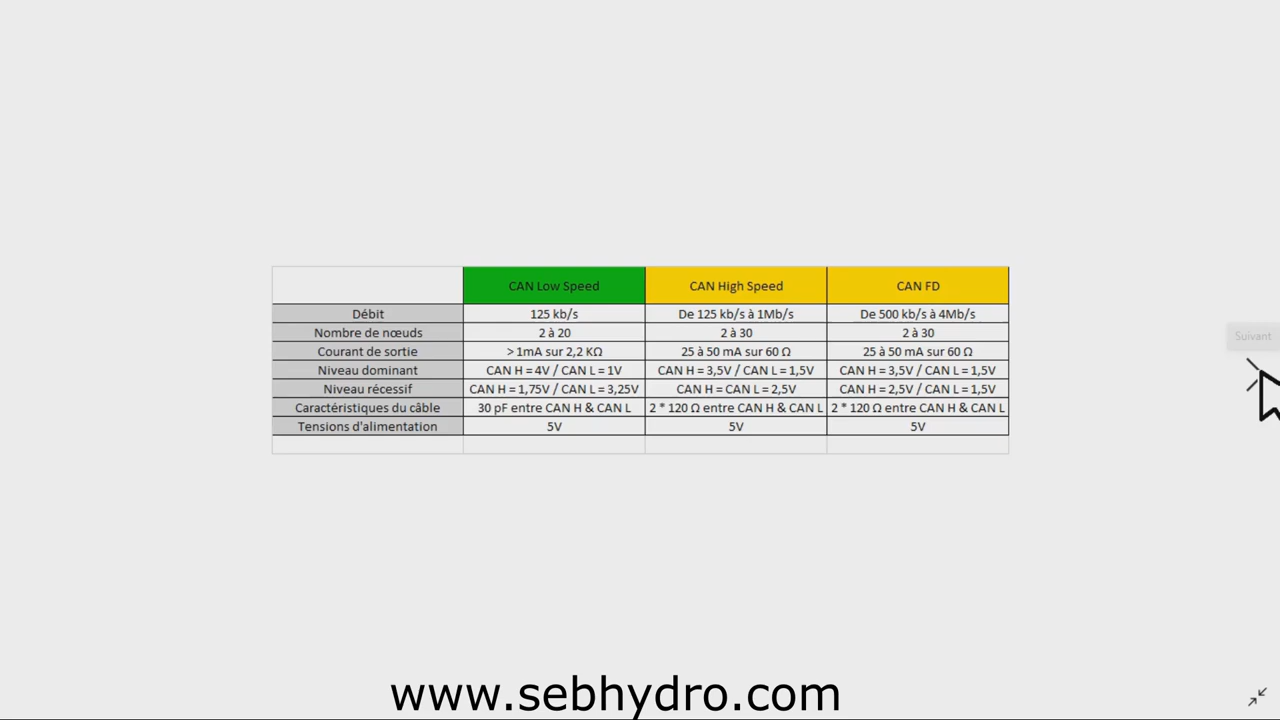 CAN Low Speed CAN High Speed CAN FD
Débit 125 kb/s De 125 kb/s à 1Mb/s De 500 kb/s à 4Mb/s
Nombre de nœuds 2 à 20 2 à 30 2 à 30
Courant de sortie > 1mA sur 2,2 KΩ 25 à 50 mA sur 60 Ω 25 à 50 mA sur 60 Ω
Niveau dominant CAN H = 4V / CAN L = 1V CAN H = 3,5V / CAN L = 1,5V CAN H = 3,5V / CAN L = 1,5V
Niveau récessif CAN H = 1,75V / CAN L = 3,25V CAN H = CAN L = 2,5V CAN H = 2,5V / CAN L = 1,5V
Caractéristiques du câble 30 pF entre CAN H & CAN L 2 * 120 Ω entre CAN H & CAN L 2 * 120 Ω entre CAN H & CAN L
Tensions d'alimentation 5V 5V 5V
Suivant
www.sebhydro.com